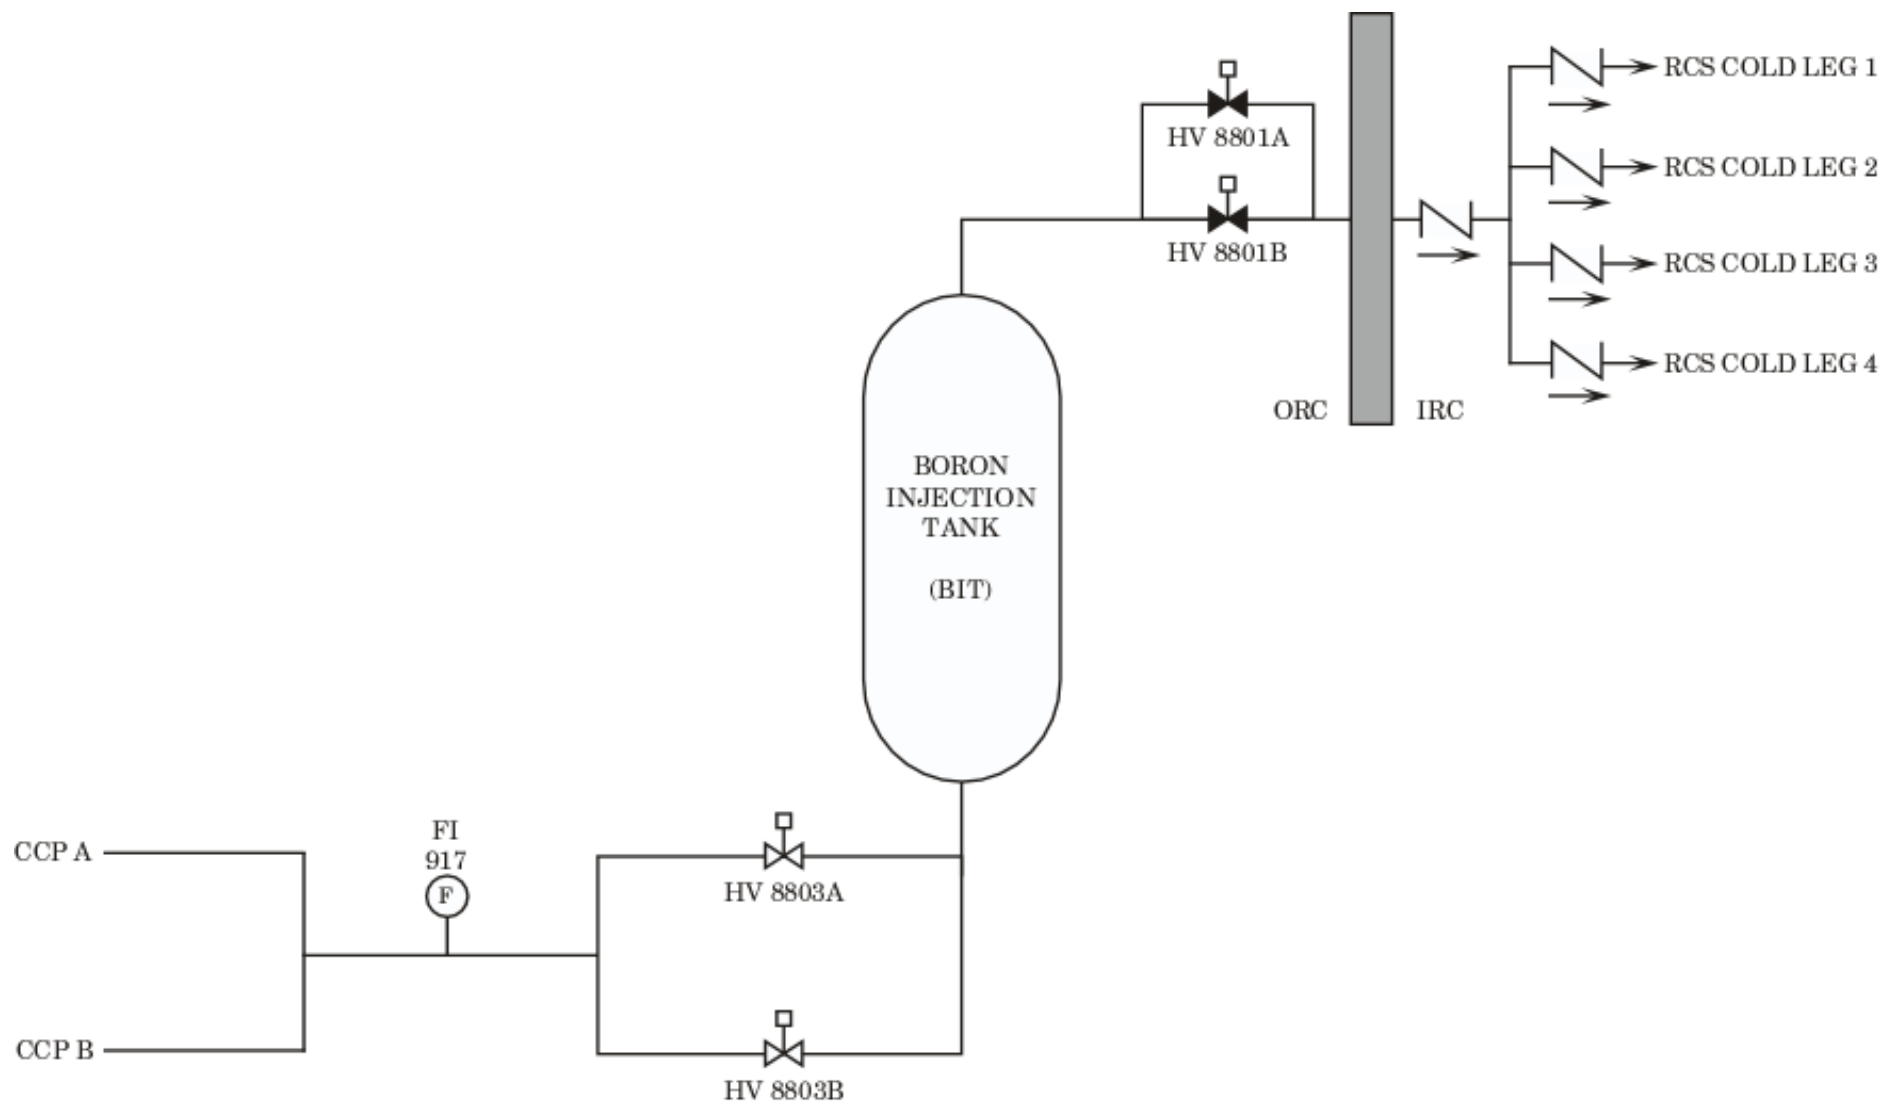 RCS COLD LEG 1
HV 8801A
RCS COLD LEG 2
HV 8801B
RCS COLD LEG 3
RCS COLD LEG 4
ORC
IRC
BORON
INJECTION
TANK
(BIT)
FI
917
F
CCP A
HV 8803A
CCP B
HV 8803B